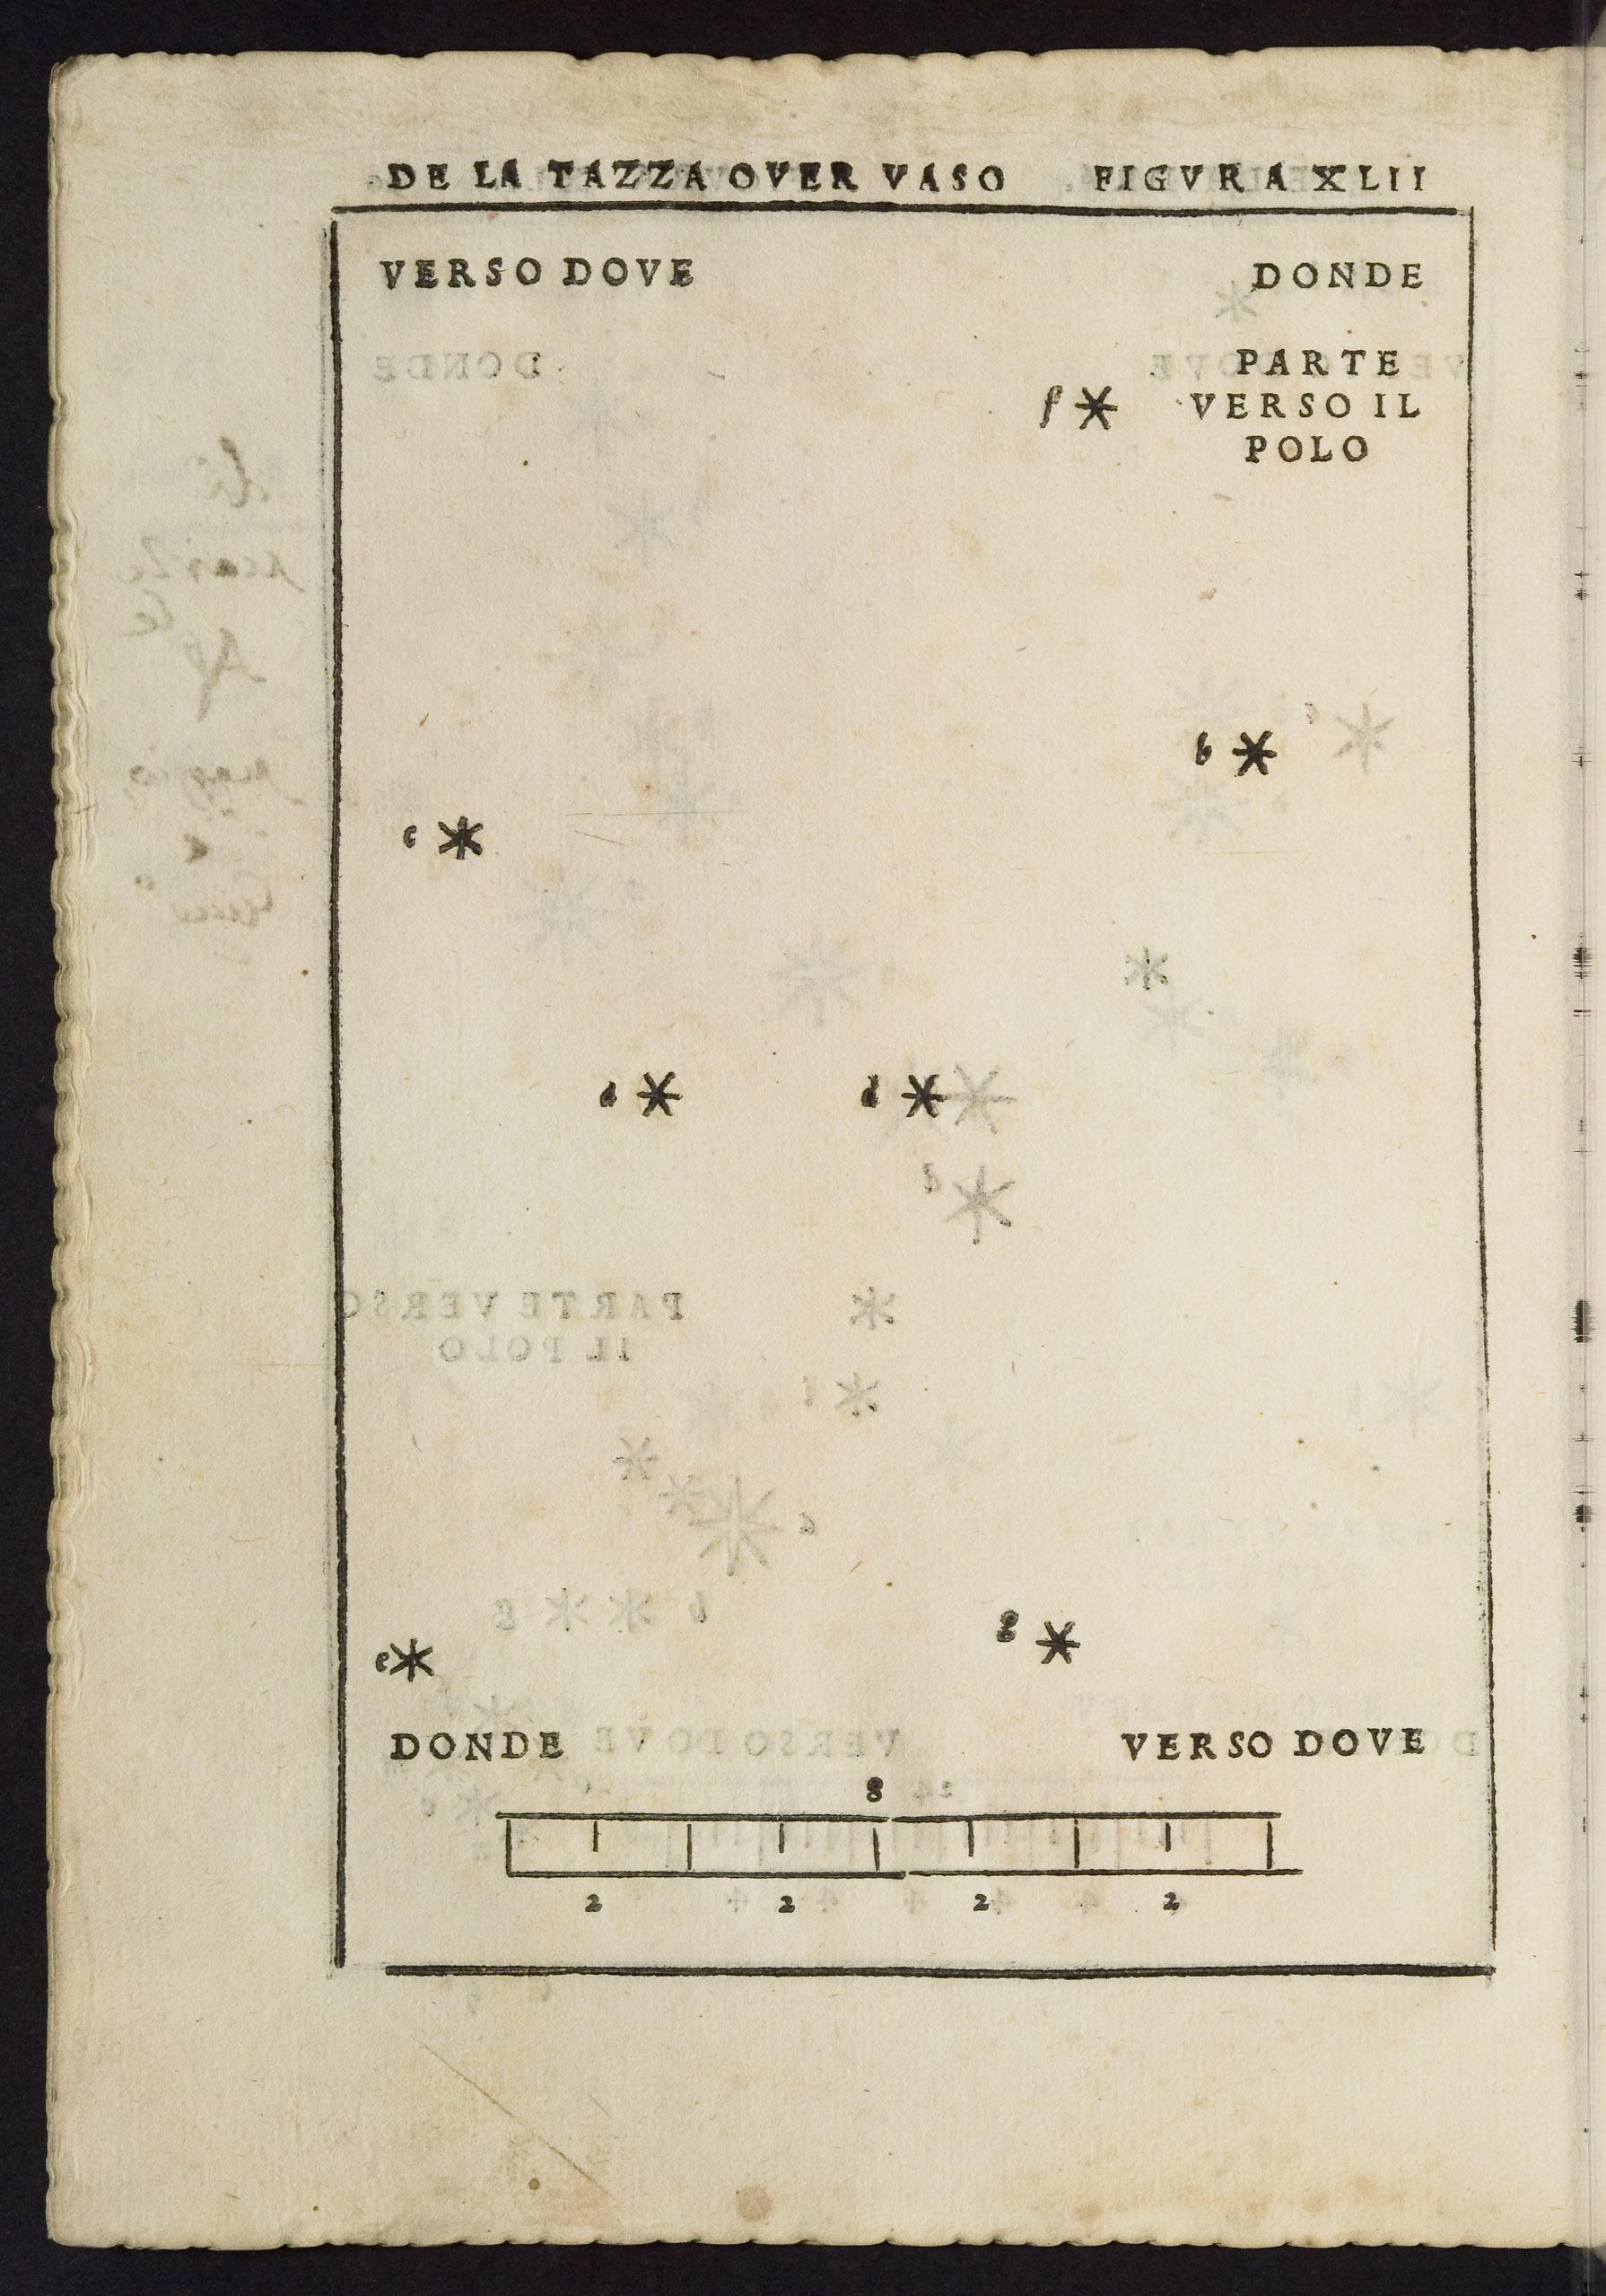 DE LA TAZZA OVER VASO FIGVRA XLII
VERSO DOVE DONDE
PARTE
f VERSO IL
POLO
b
c
a d
g
e
DONDE VERSO DOVE
8
2 2 2 2